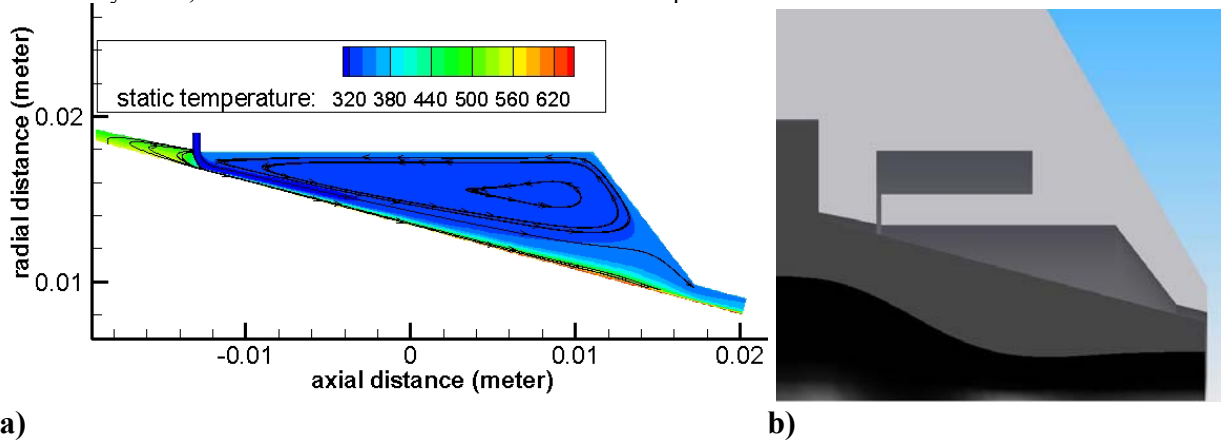 static temperature: 320 380 440 500 560 620
radial distance (meter)
0.02
0.01
-0.01 0 0.01 0.02
axial distance (meter)
a) b)